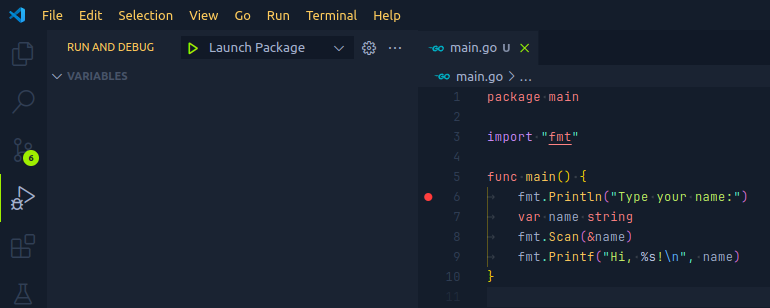 File Edit Selection View Go Run Terminal Help
RUN AND DEBUG Launch Package ...
VARIABLES
6
main.go U
main.go > ...
1 package main
2
3 import "fmt"
4
5 func main() {
6 fmt.Println("Type your name:")
7 var name string
8 fmt.Scan(&name)
9 fmt.Printf("Hi, %s!\n", name)
10 }
11